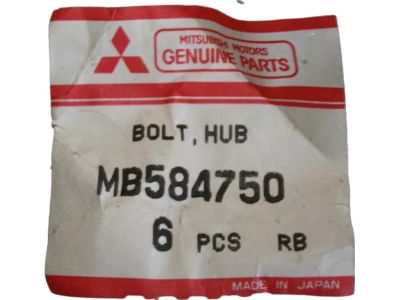 MITSUBISHI MOTORS
GENUINE PARTS
BOLT, HUB
MB584750
6 PCS RB
MADE IN JAPAN